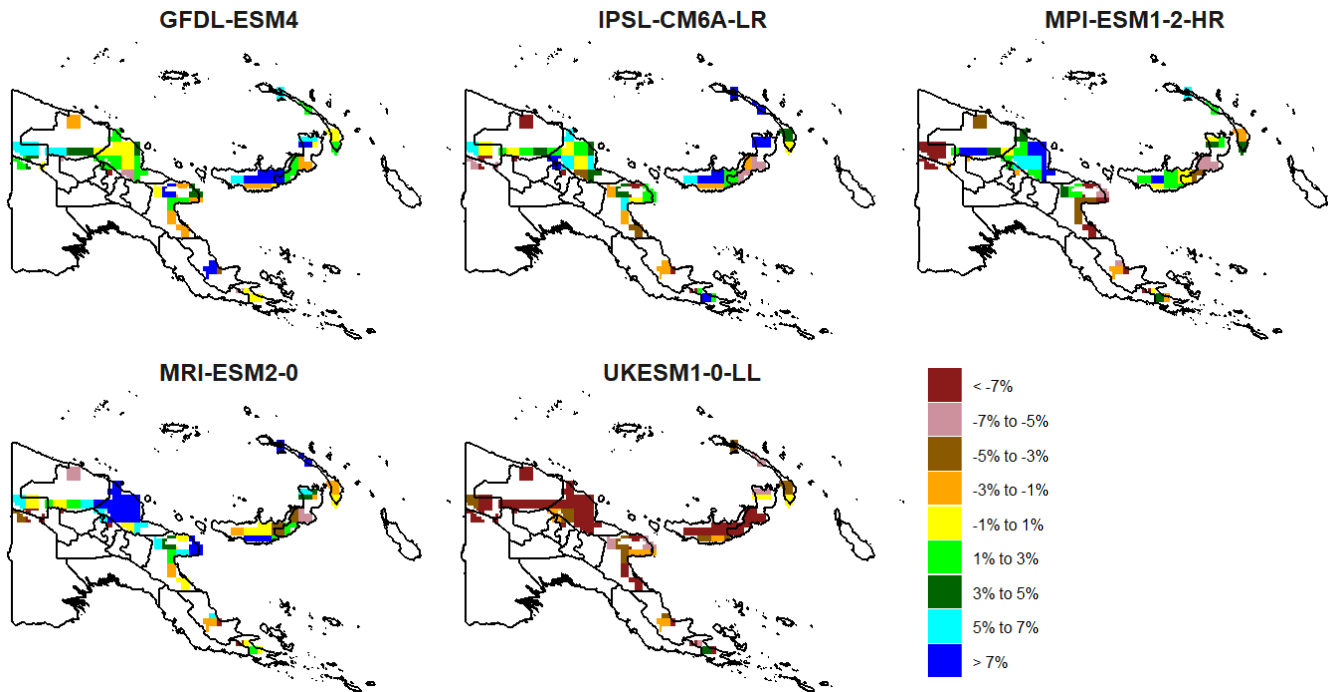 GFDL-ESM4
IPSL-CM6A-LR
MPI-ESM1-2-HR
MRI-ESM2-0
UKESM1-0-LL
< -7%
-7% to -5%
-5% to -3%
-3% to -1%
-1% to 1%
1% to 3%
3% to 5%
5% to 7%
> 7%